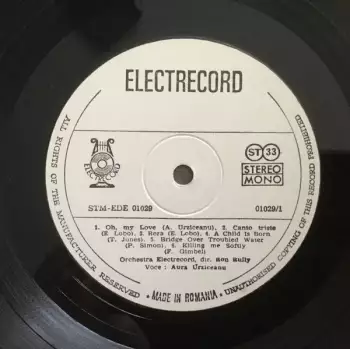 ELECTRECORD
ALL RIGHTS OF THE MANUFACTURER
UNAUTHORISED COPYING OF THIS RECORD PROHIBITED
ST 33
STEREO
MONO
STM-EDE 01029
01029/1
1. Oh, my Love (A. Urziceanu), 2. Canto triste
(E. Lobo), 3. Reza (E. Lobo), 4. A Child is Born
(T. Jones), 5. Bridge Over Troubled Water
(P. Simon), 6. Killing me Softly
(F. Gimbel)
Orchestra Electrecord, dir. Ron Rully
Voce : Aura Urziceanu
• MADE IN ROMANIA •